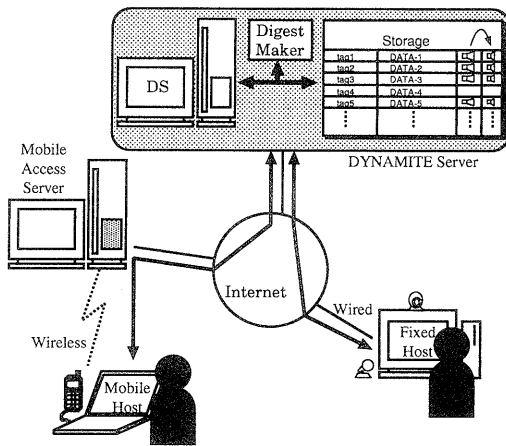 Digest
Maker
Storage
DS
tag1 DATA-1
tag2 DATA-2
tag3 DATA-3
tag4 DATA-4
tag5 DATA-5
DYNAMITE Server
Mobile
Access
Server
Internet
Wired
Fixed
Host
Wireless
Mobile
Host